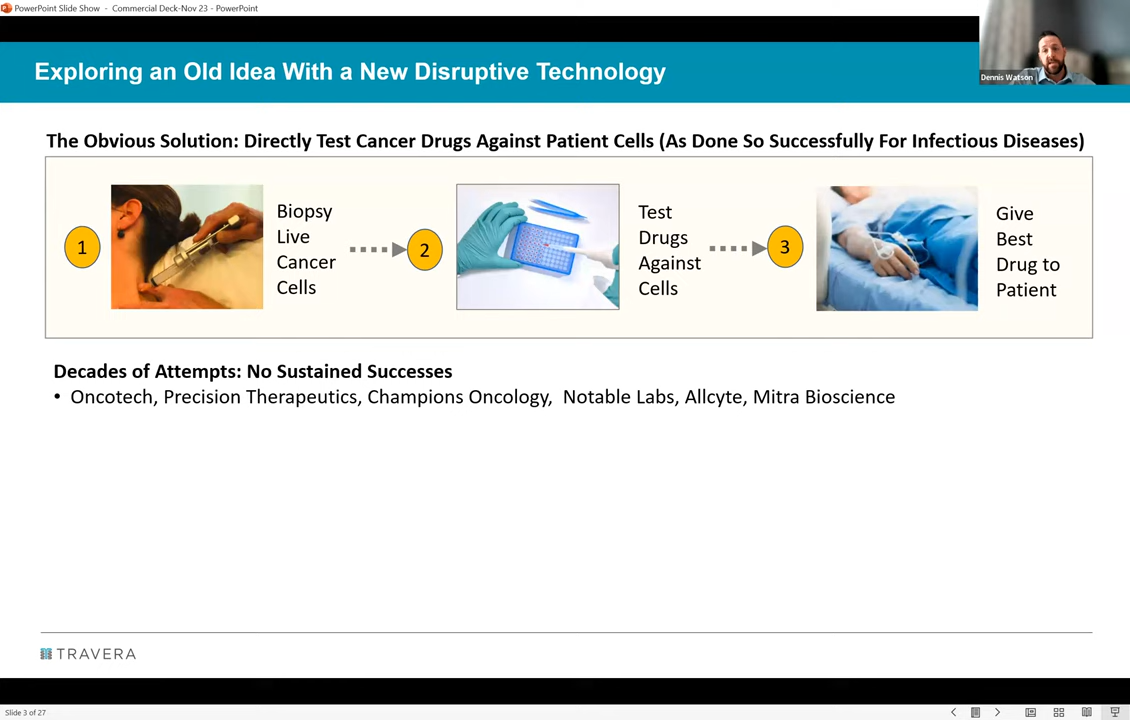 PowerPoint Slide Show - Commercial Deck-Nov 23 - PowerPoint
Dennis Watson
Exploring an Old Idea With a New Disruptive Technology
The Obvious Solution: Directly Test Cancer Drugs Against Patient Cells (As Done So Successfully For Infectious Diseases)
1
Biopsy
Live
Cancer
Cells
2
Test
Drugs
Against
Cells
3
Give
Best
Drug to
Patient
Decades of Attempts: No Sustained Successes
• Oncotech, Precision Therapeutics, Champions Oncology, Notable Labs, Allcyte, Mitra Bioscience
TRAVERA
Slide 3 of 27